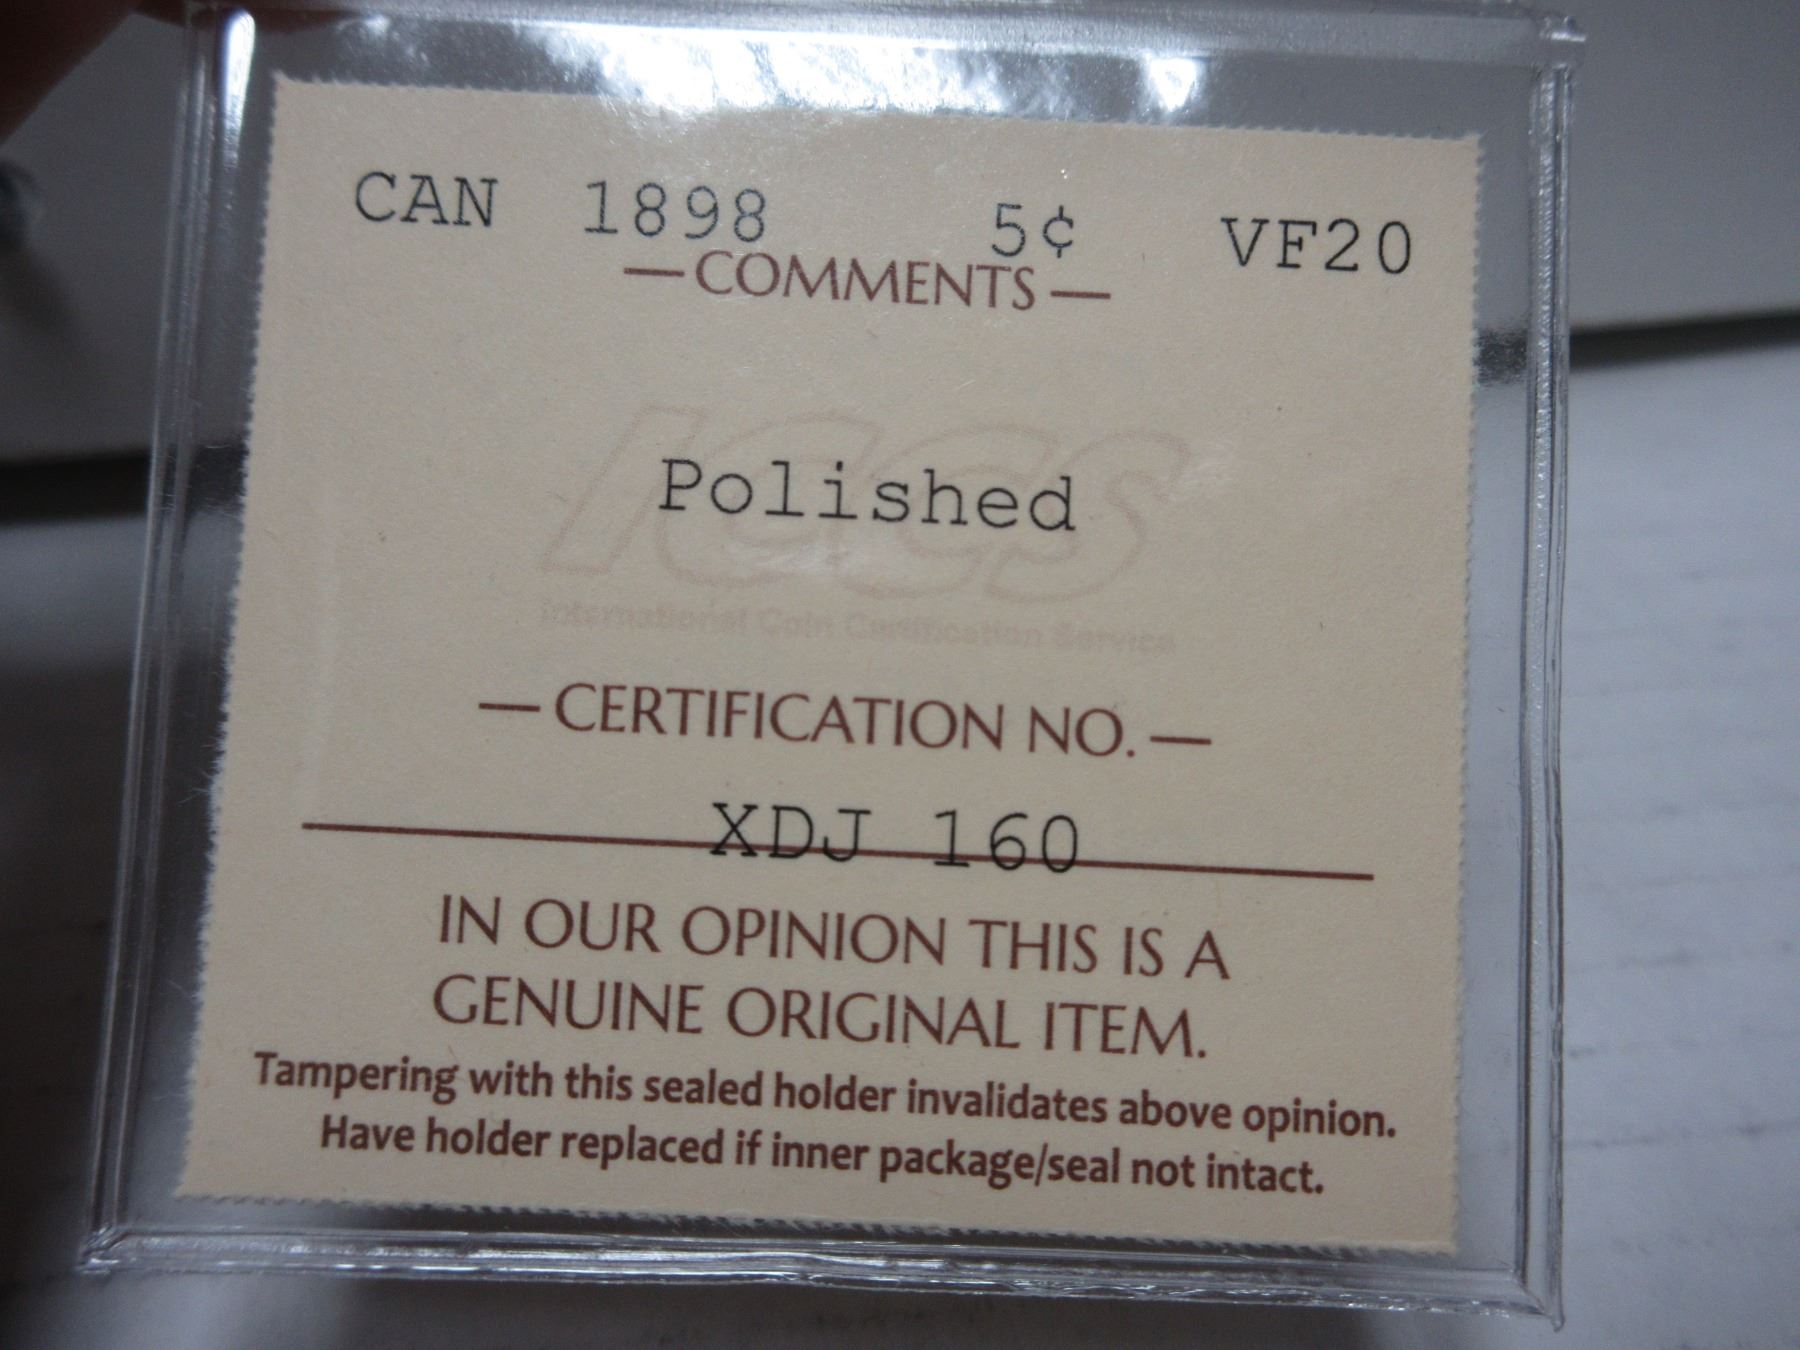 CAN 1898 5¢ VF20
— COMMENTS —
ICCS
Polished
International Coin Certification Service
— CERTIFICATION NO. —
XDJ 160
IN OUR OPINION THIS IS A
GENUINE ORIGINAL ITEM.
Tampering with this sealed holder invalidates above opinion.
Have holder replaced if inner package/seal not intact.